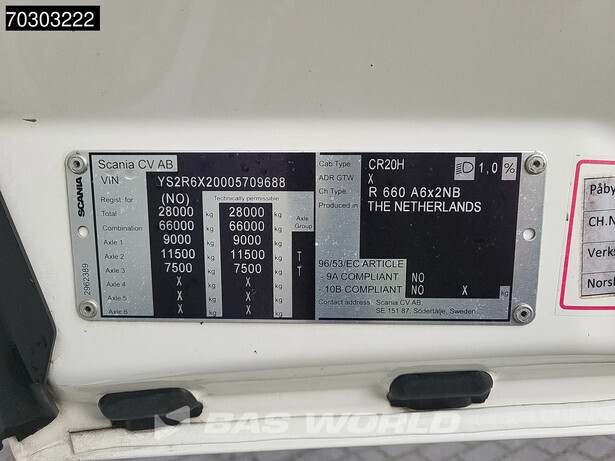 70303222
Scania CV AB
VIN YS2R6X20005709688
SCANIA
2962389
Regist. for (NO) Technically permissible
Total 28000 kg 28000 kg Axle Group
Combination 66000 kg 66000 kg
Axle 1 9000 kg 9000 kg
Axle 2 11500 kg 11500 kg T
Axle 3 7500 kg 7500 kg T
Axle 4 X kg X kg
Axle 5 X kg X kg
Axle 6 X kg X kg
Cab Type CR20H 1,0 %
ADR GTW X
Ch Type. R 660 A6x2NB
Produced in THE NETHERLANDS
96/53/EC ARTICLE
- 9A COMPLIANT NO
- 10B COMPLIANT NO X kg
Contact address: Scania CV AB,
SE 151 87, Södertälje, Sweden
Påby
CH.N
Verks
Norsk
BAS WORLD